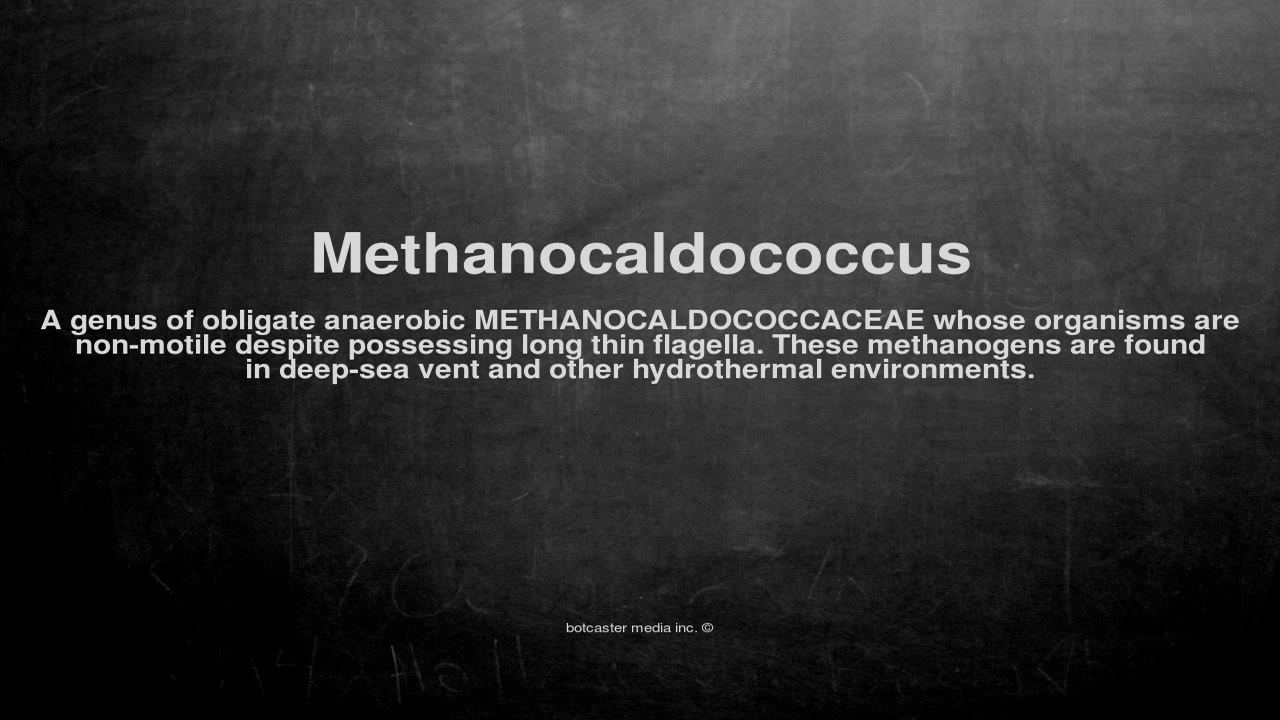 Methanocaldococcus
A genus of obligate anaerobic METHANOCALDOCOCCACEAE whose organisms are
non-motile despite possessing long thin flagella. These methanogens are found
in deep-sea vent and other hydrothermal environments.
botcaster media inc. ©